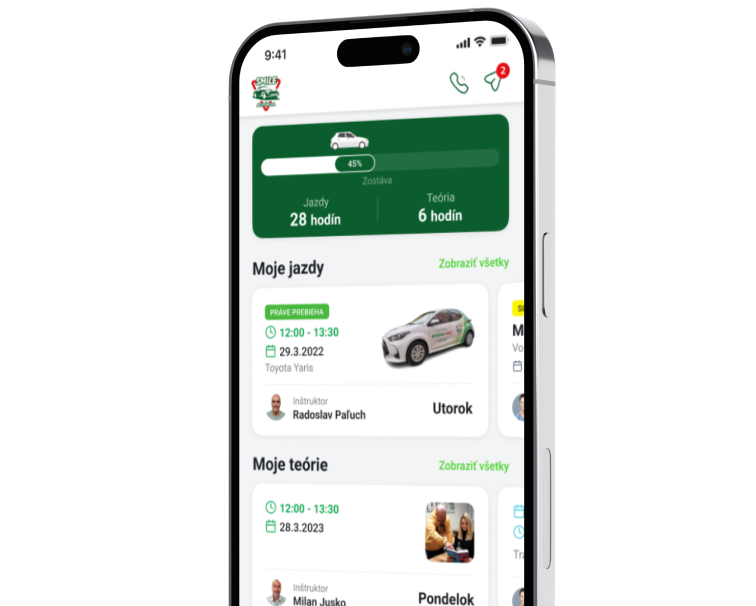 9:41
SMILE
2
45%
Zostáva
Jazdy
28 hodín
Teória
6 hodín
Moje jazdy
Zobraziť všetky
PRÁVE PREBIEHA
12:00 - 13:30
29.3.2022
Toyota Yaris
Inštruktor
Radoslav Paľuch
Utorok
M
Vo
Moje teórie
Zobraziť všetky
12:00 - 13:30
28.3.2023
Inštruktor
Milan Jusko
Pondelok